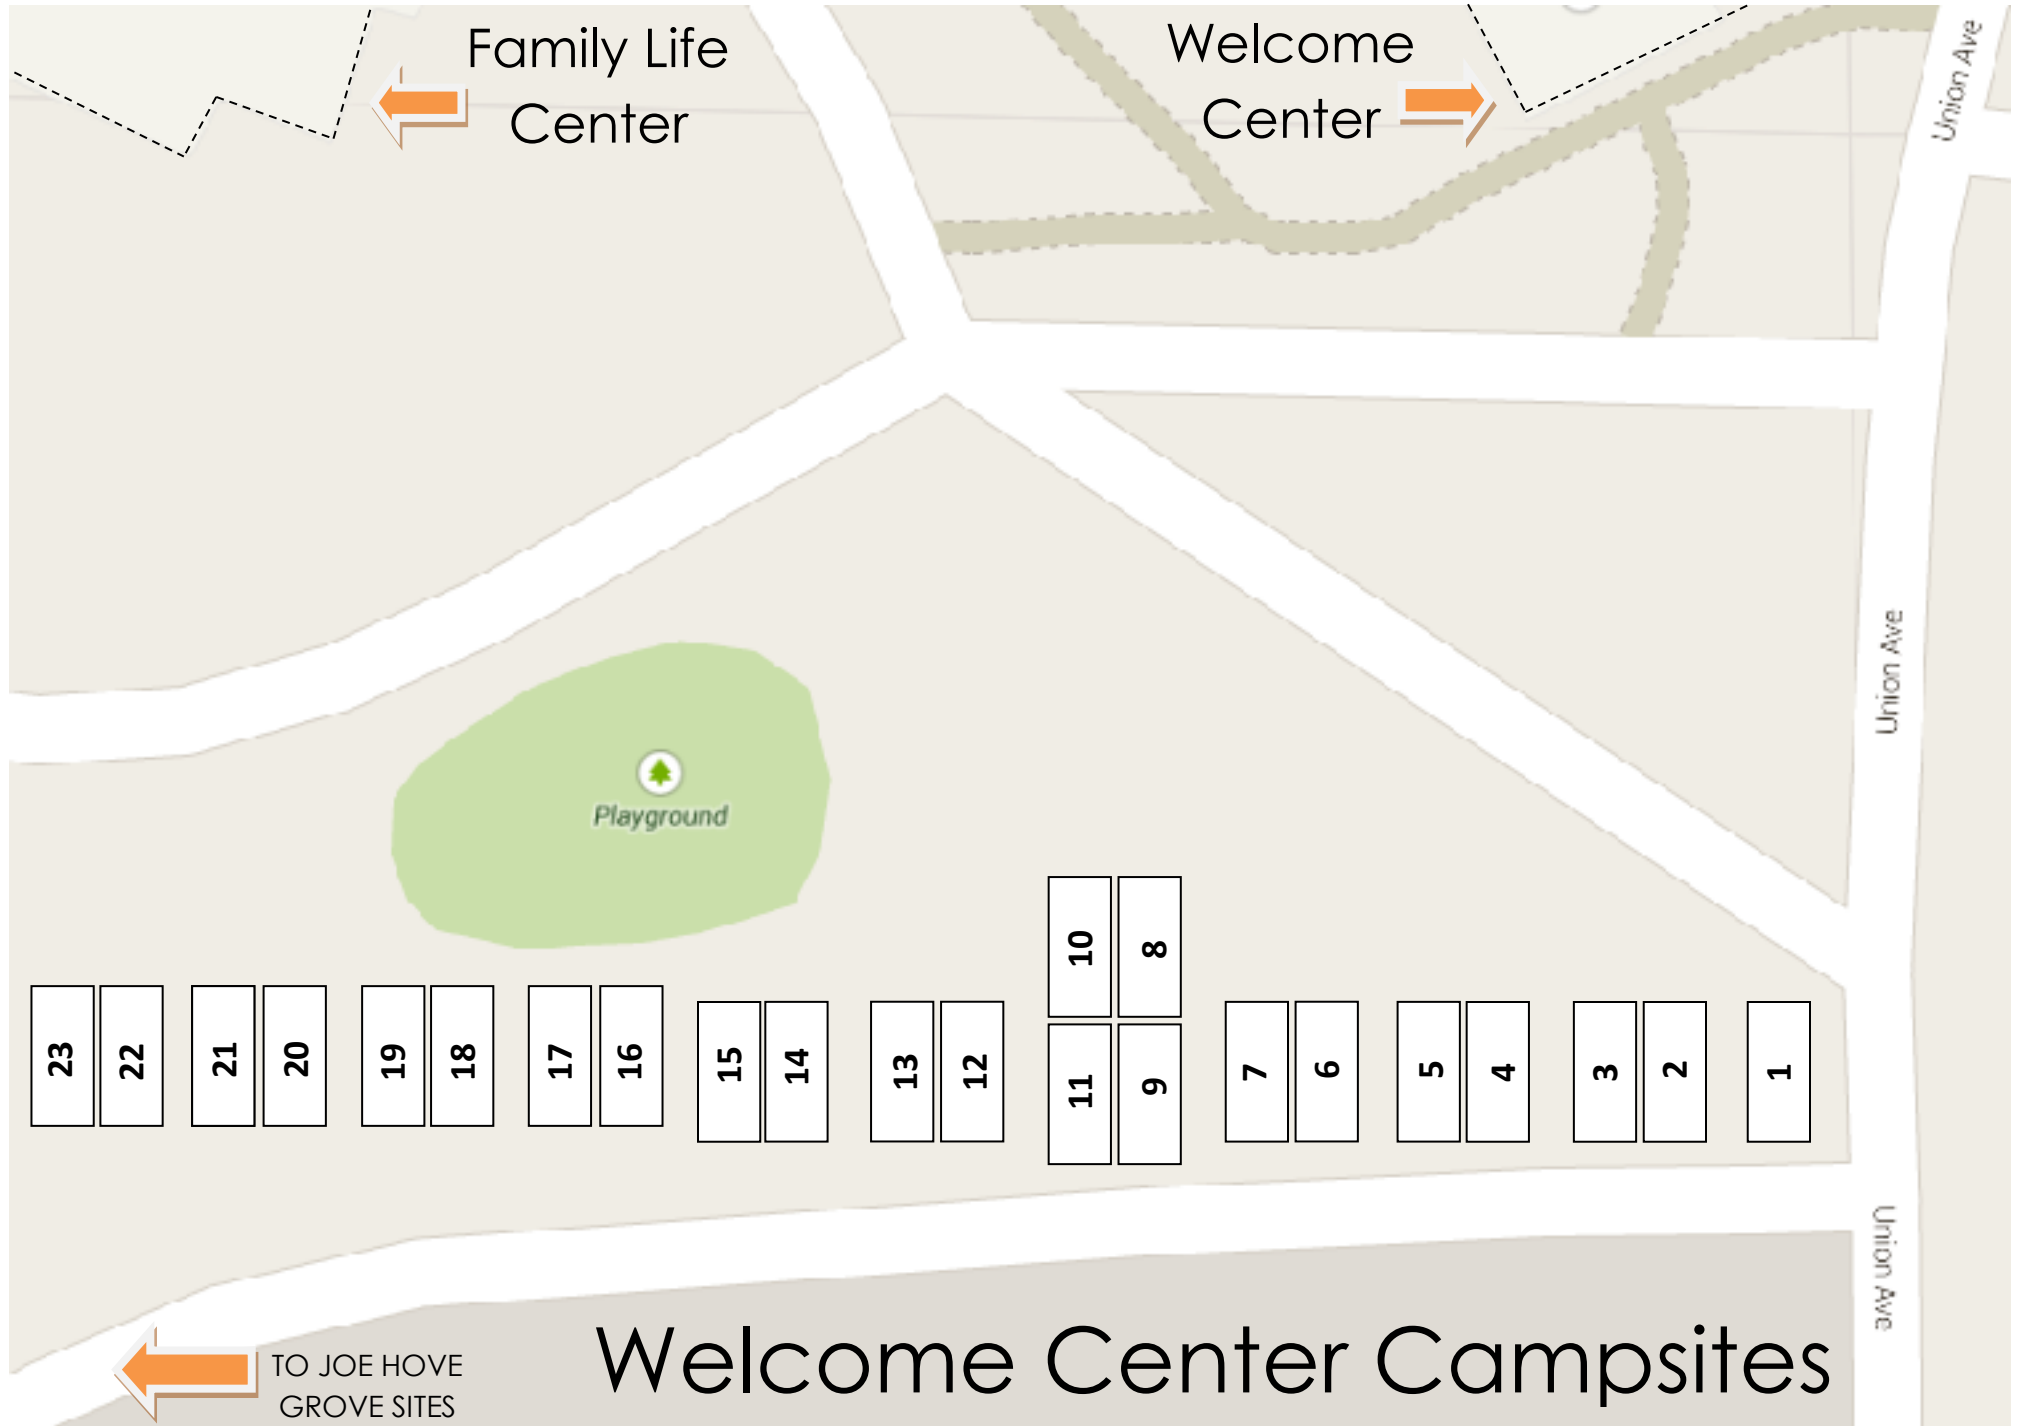 Family Life
Center
Welcome
Center
Union Ave
Union Ave
Playground
10
8
23
22
21
20
19
18
17
16
15
14
13
12
11
9
7
6
5
4
3
2
1
Union Ave
Welcome Center Campsites
TO JOE HOVE
GROVE SITES